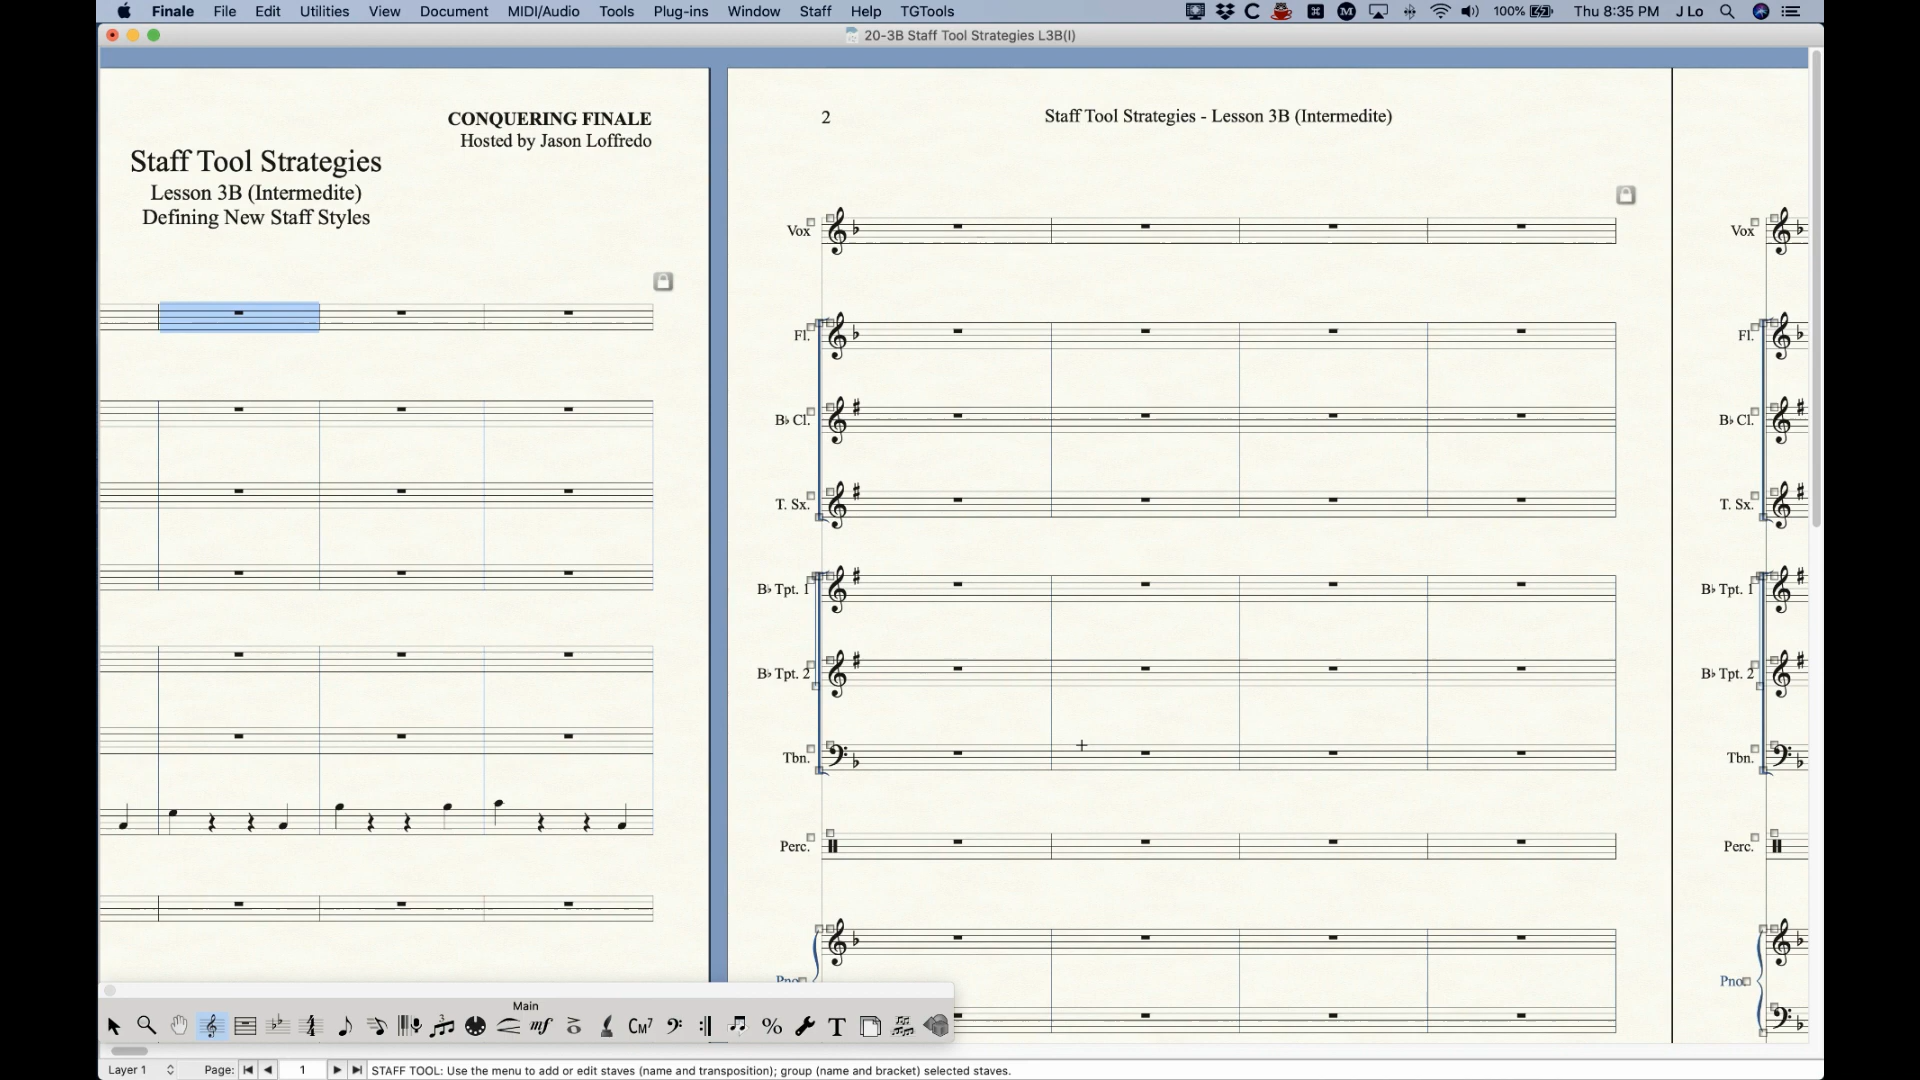 Finale File Edit Utilities View Document MIDI/Audio Tools Plug-ins Window Staff Help TGTools 100% Thu 8:35 PM J Lo
20-3B Staff Tool Strategies L3B(I)
CONQUERING FINALE
Hosted by Jason Loffredo
Staff Tool Strategies
Lesson 3B (Intermedite)
Defining New Staff Styles
2
Staff Tool Strategies - Lesson 3B (Intermedite)
Vox
Fl.
B♭ Cl.
T. Sx.
B♭ Tpt. 1
B♭ Tpt. 2
Tbn.
Perc.
Pno
Vox
Fl.
B♭ Cl.
T. Sx.
B♭ Tpt. 1
B♭ Tpt. 2
Tbn.
Perc.
Pno
Main
mf CM7 % T
Layer 1 Page: 1 STAFF TOOL: Use the menu to add or edit staves (name and transposition); group (name and bracket) selected staves.